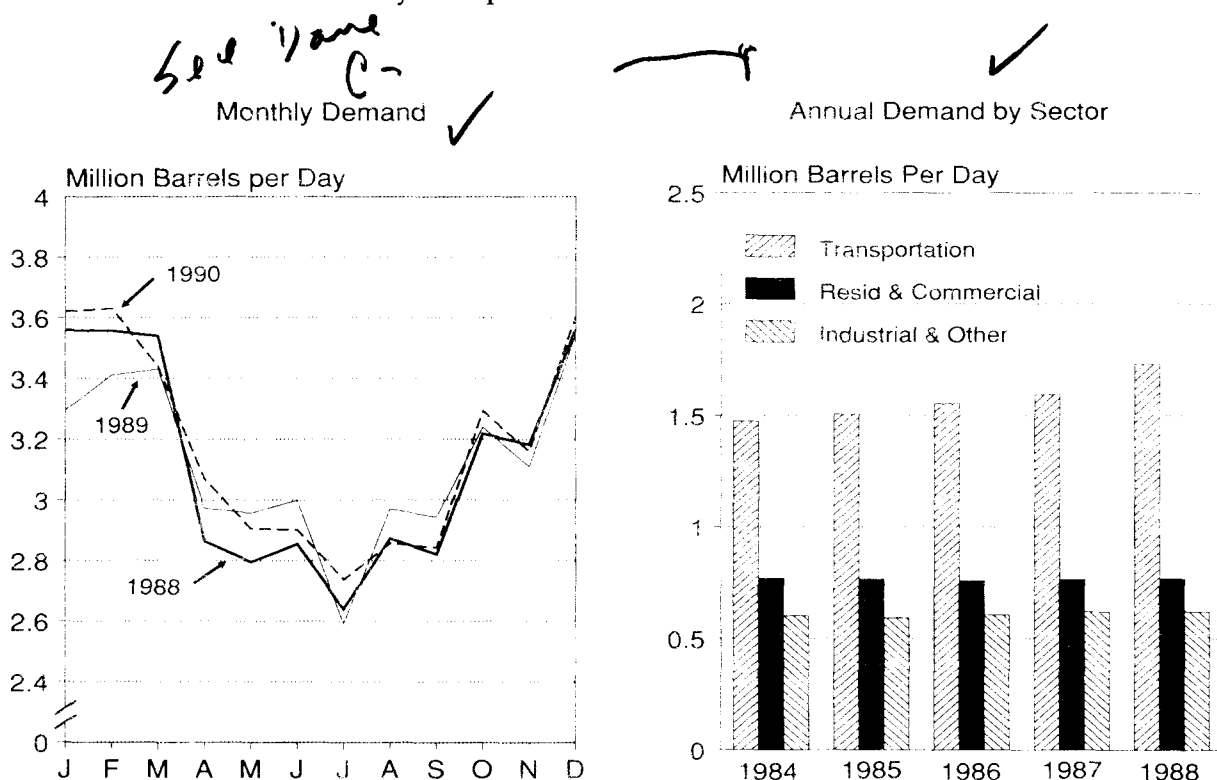 Monthly Demand
Million Barrels per Day
4
3.8
3.6
3.4
3.2
3
2.8
2.6
2.4
0
1990
1989
1988
J F M A M J J A S O N D
Annual Demand by Sector
Million Barrels Per Day
2.5
2
1.5
1
0.5
0
Transportation
Resid & Commercial
Industrial & Other
1984 1985 1986 1987 1988